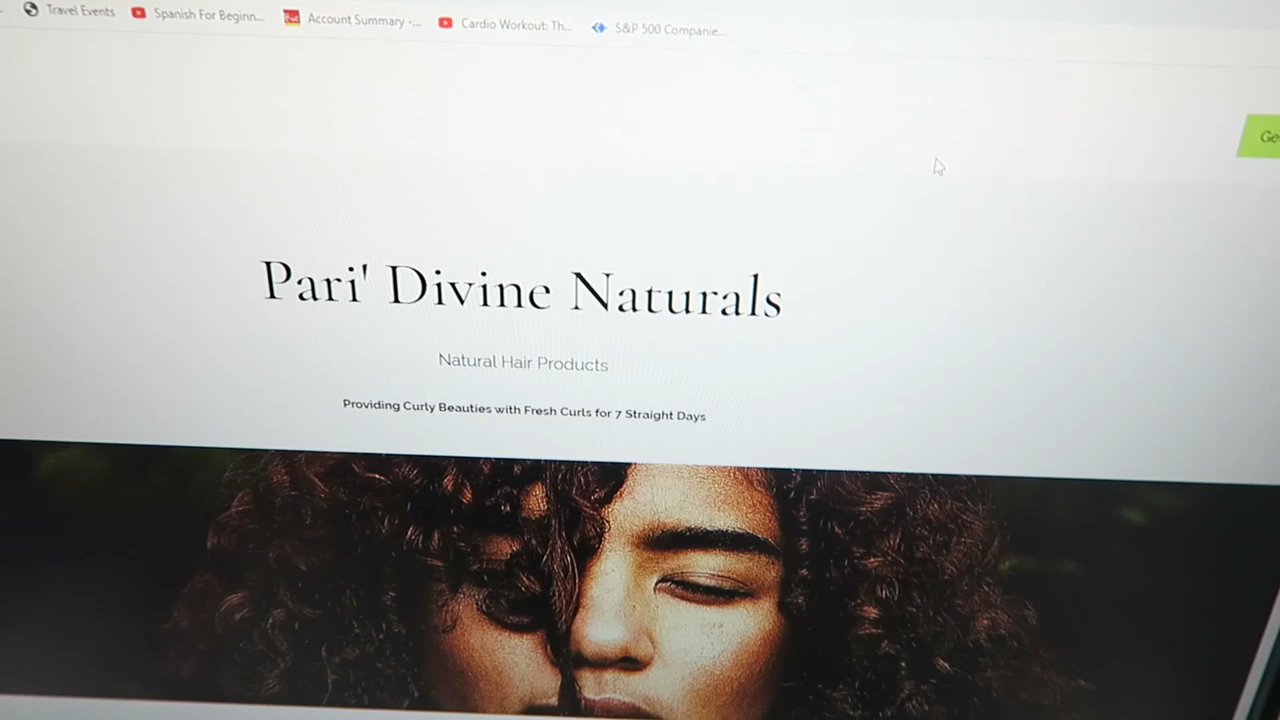 Travel Events Spanish For Beginn... Account Summary -... Cardio Workout: Th... S&P 500 Companie...
Ge
Pari' Divine Naturals
Natural Hair Products
Providing Curly Beauties with Fresh Curls for 7 Straight Days